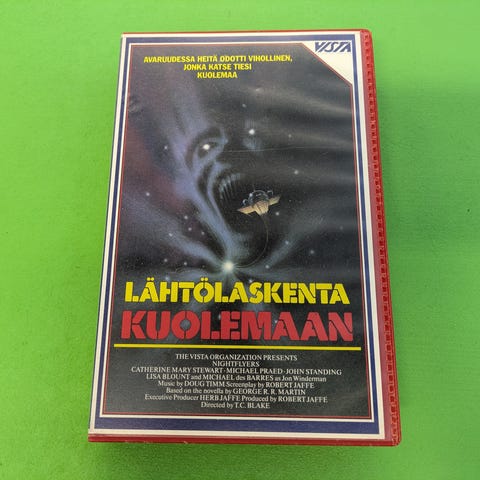 VISTA
AVARUUDESSA HEITÄ ODOTTI VIHOLLINEN,
JONKA KATSE TIESI
KUOLEMAA
LÄHTÖLASKENTA
KUOLEMAAN
THE VISTA ORGANIZATION PRESENTS
NIGHTFLYERS
CATHERINE MARY STEWART · MICHAEL PRAED · JOHN STANDING
LISA BLOUNT and MICHAEL des BARRES as Jon Winderman
Music by DOUG TIMM Screenplay by ROBERT JAFFE
Based on the novella by GEORGE R. R. MARTIN
Executive Producer HERB JAFFE Produced by ROBERT JAFFE
Directed by T.C. BLAKE